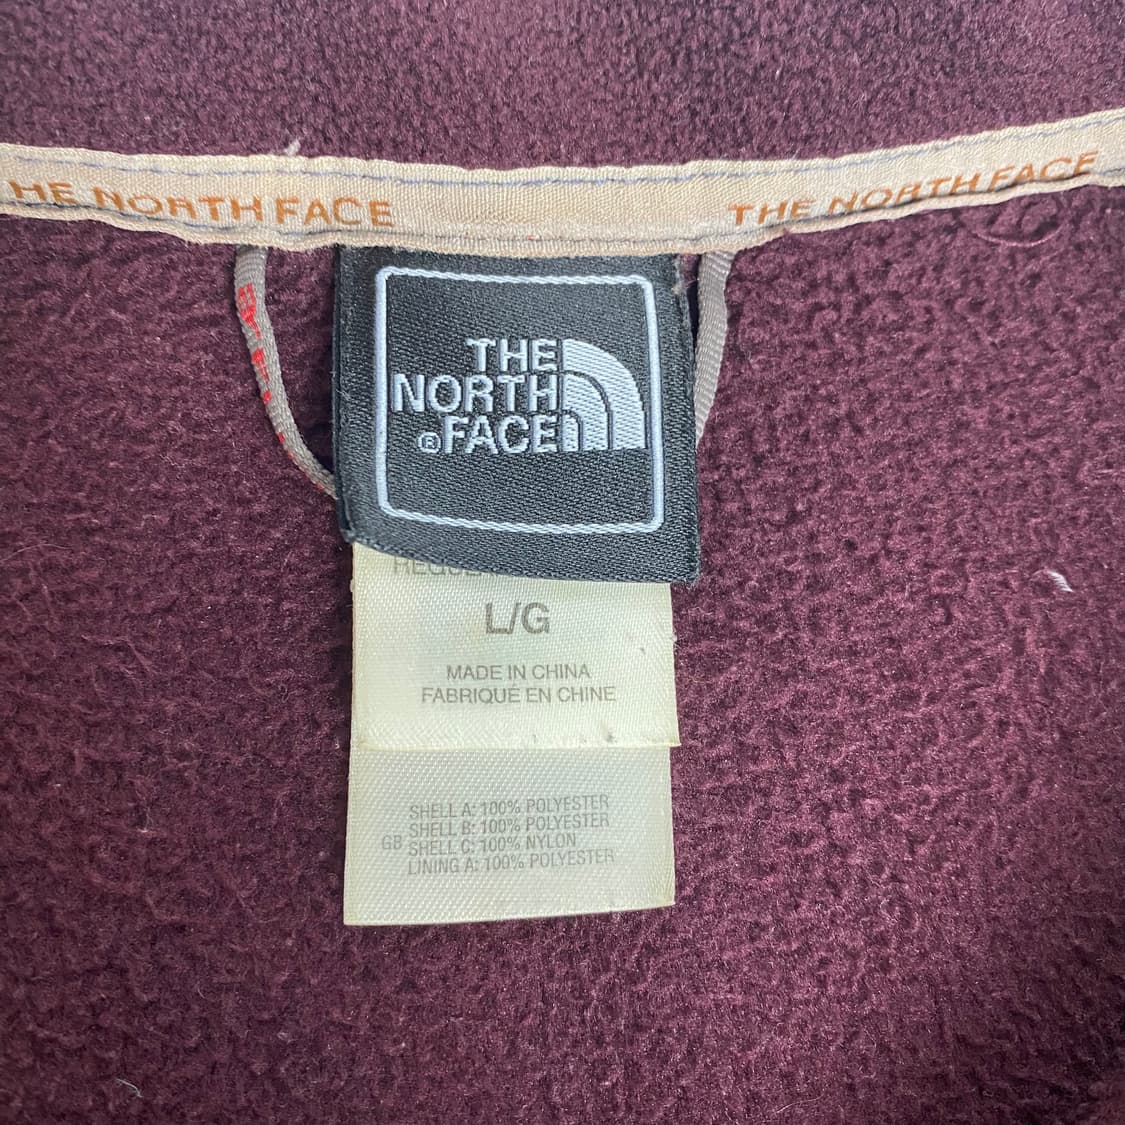 HE NORTH FACE
THE NORTH FACE
THE
NORTH
®FACE
L/G
MADE IN CHINA
FABRIQUÉ EN CHINE
SHELL A: 100% POLYESTER
SHELL B: 100% POLYESTER
GB SHELL C: 100% NYLON
LINING A: 100% POLYESTER